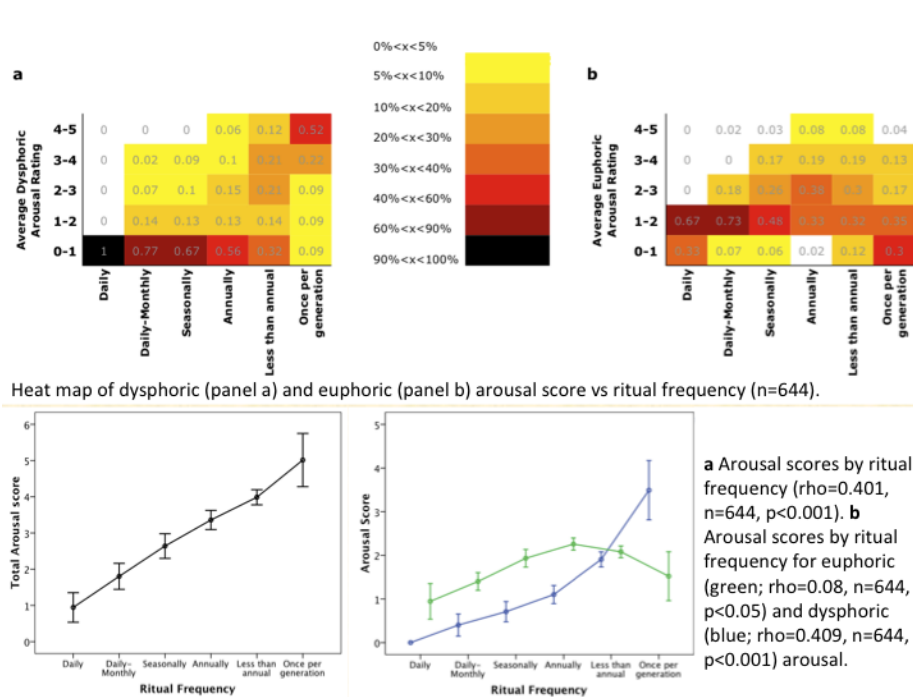 a
Average Dysphoric
Arousal Rating
4-5 0 0 0 0.06 0.12 0.52
3-4 0 0.02 0.09 0.1 0.21 0.22
2-3 0 0.07 0.1 0.15 0.21 0.09
1-2 0 0.14 0.13 0.13 0.14 0.09
0-1 1 0.77 0.67 0.56 0.32 0.09
Daily
Daily-Monthly
Seasonally
Annually
Less than annual
Once per
generation
0%<x<5%
5%<x<10%
10%<x<20%
20%<x<30%
30%<x<40%
40%<x<60%
60%<x<90%
90%<x<100%
b
Average Euphoric
Arousal Rating
4-5 0 0.02 0.03 0.08 0.08 0.04
3-4 0 0 0.17 0.19 0.19 0.13
2-3 0 0.18 0.26 0.38 0.3 0.17
1-2 0.67 0.73 0.48 0.33 0.32 0.35
0-1 0.33 0.07 0.06 0.02 0.12 0.3
Daily
Daily-Monthly
Seasonally
Annually
Less than annual
Once per
generation
Heat map of dysphoric (panel a) and euphoric (panel b) arousal score vs ritual frequency (n=644).
Total Arousal score
6
5
4
3
2
1
0
Daily
Daily-
Monthly
Seasonally
Annually
Less than
annual
Once per
generation
Ritual Frequency
Arousal Score
5
4
3
2
1
0
Daily
Daily-
Monthly
Seasonally
Annually
Less than
annual
Once per
generation
Ritual Frequency
a Arousal scores by ritual
frequency (rho=0.401,
n=644, p<0.001). b
Arousal scores by ritual
frequency for euphoric
(green; rho=0.08, n=644,
p<0.05) and dysphoric
(blue; rho=0.409, n=644,
p<0.001) arousal.